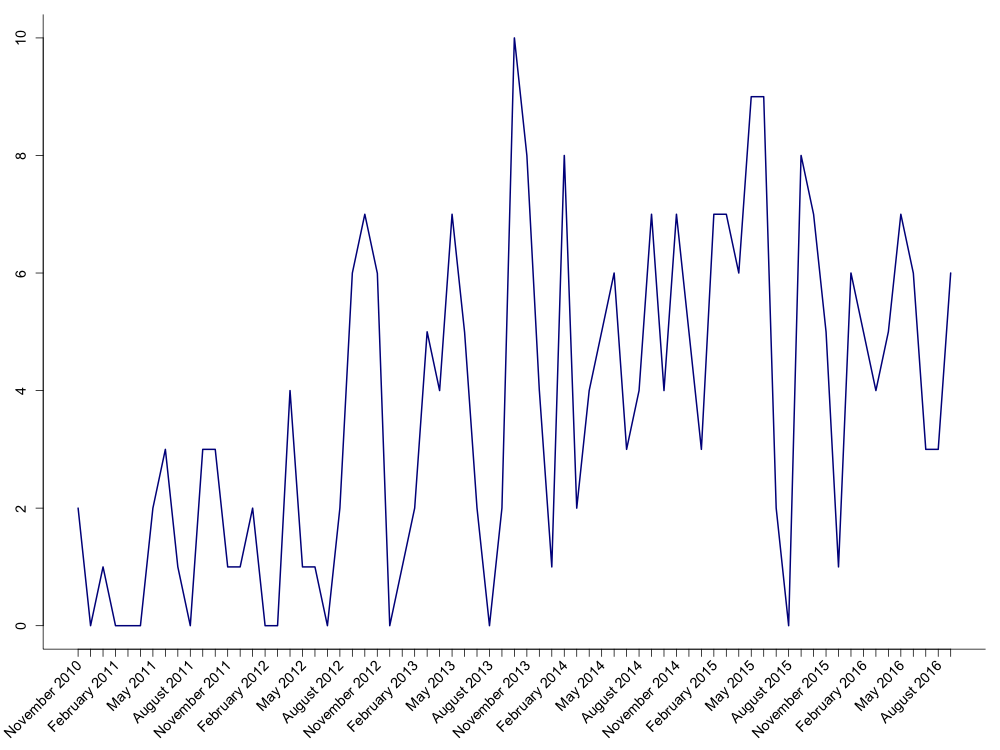 10
8
6
4
2
0
November 2010
February 2011
May 2011
August 2011
November 2011
February 2012
May 2012
August 2012
November 2012
February 2013
May 2013
August 2013
November 2013
February 2014
May 2014
August 2014
November 2014
February 2015
May 2015
August 2015
November 2015
February 2016
May 2016
August 2016